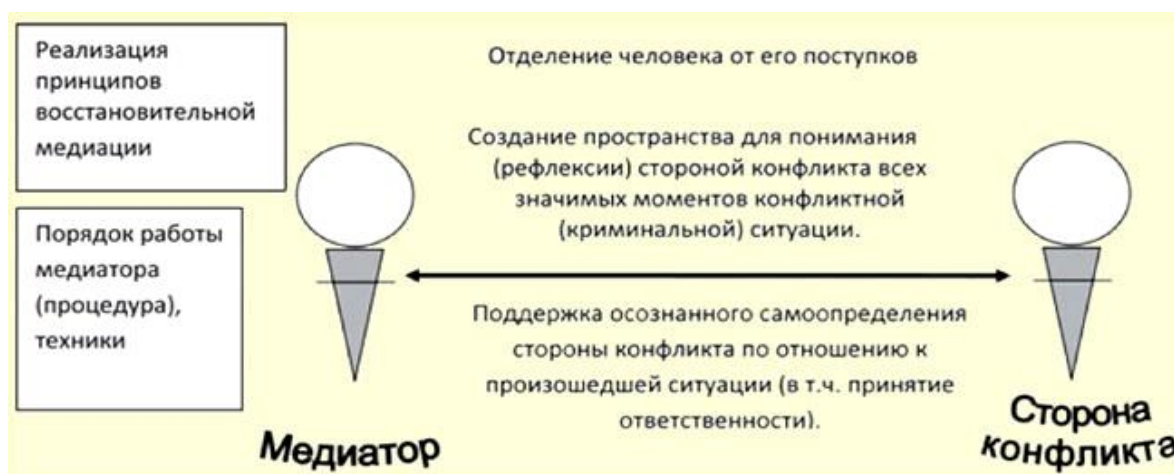 Реализация
принципов
восстановительной
медиации
Порядок работы
медиатора
(процедура),
техники
Отделение человека от его поступков
Создание пространства для понимания
(рефлексии) стороной конфликта всех
значимых моментов конфликтной
(криминальной) ситуации.
Поддержка осознанного самоопределения
стороны конфликта по отношению к
произошедшей ситуации (в т.ч. принятие
ответственности).
Медиатор
Сторона
конфликта